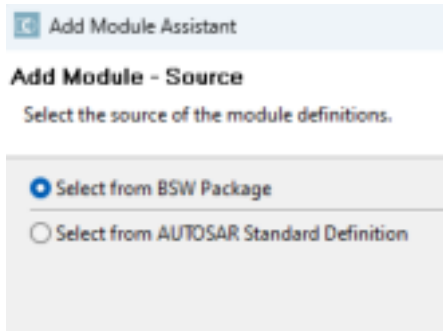 Add Module Assistant
Add Module - Source
Select the source of the module definitions.
Select from BSW Package
Select from AUTOSAR Standard Definition